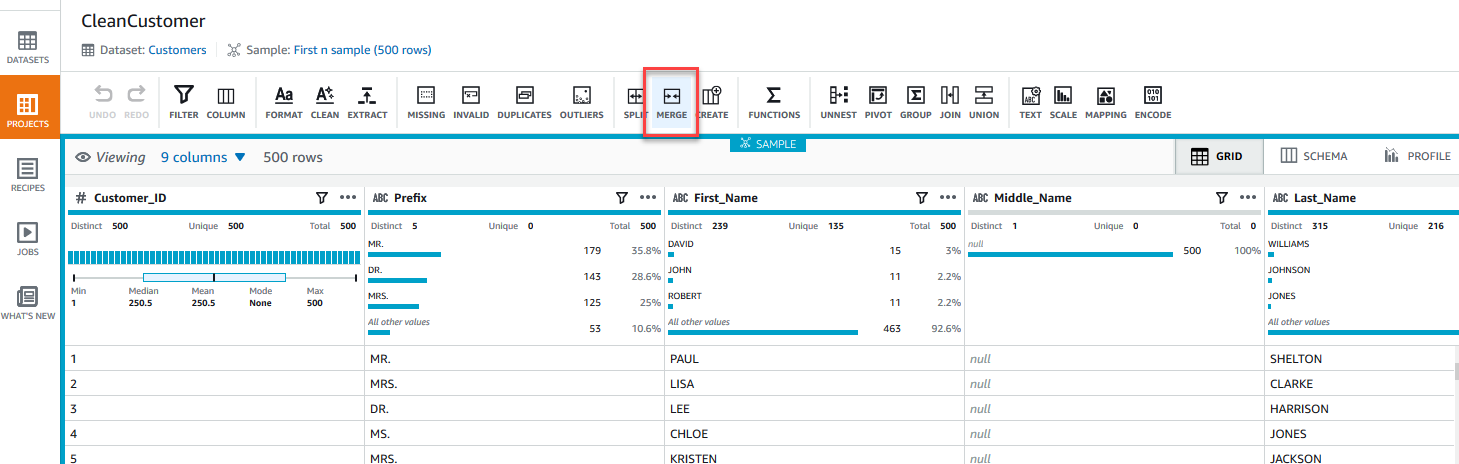 CleanCustomer
Dataset: Customers Sample: First n sample (500 rows)
DATASETS
PROJECTS
RECIPES
JOBS
WHAT'S NEW
UNDO REDO FILTER COLUMN FORMAT CLEAN EXTRACT MISSING INVALID DUPLICATES OUTLIERS SPLIT MERGE CREATE FUNCTIONS UNNEST PIVOT GROUP JOIN UNION TEXT SCALE MAPPING ENCODE
Viewing 9 columns 500 rows SAMPLE GRID SCHEMA PROFILE
# Customer_ID ABC Prefix ABC First_Name ABC Middle_Name ABC Last_Name
Distinct 500 Unique 500 Total 500 Distinct 5 Unique 0 Total 500 Distinct 239 Unique 135 Total 500 Distinct 1 Unique 0 Total 0 Distinct 315 Unique 216
MR. 179 35.8% DAVID 15 3% null 500 100% WILLIAMS
DR. 143 28.6% JOHN 11 2.2% JOHNSON
Min Median Mean Mode Max MRS. 125 25% ROBERT 11 2.2% JONES
1 250.5 250.5 None 500
All other values 53 10.6% All other values 463 92.6% All other values
1 MR. PAUL null SHELTON
2 MRS. LISA null CLARKE
3 DR. LEE null HARRISON
4 MS. CHLOE null JONES
5 MRS. KRISTEN null JACKSON